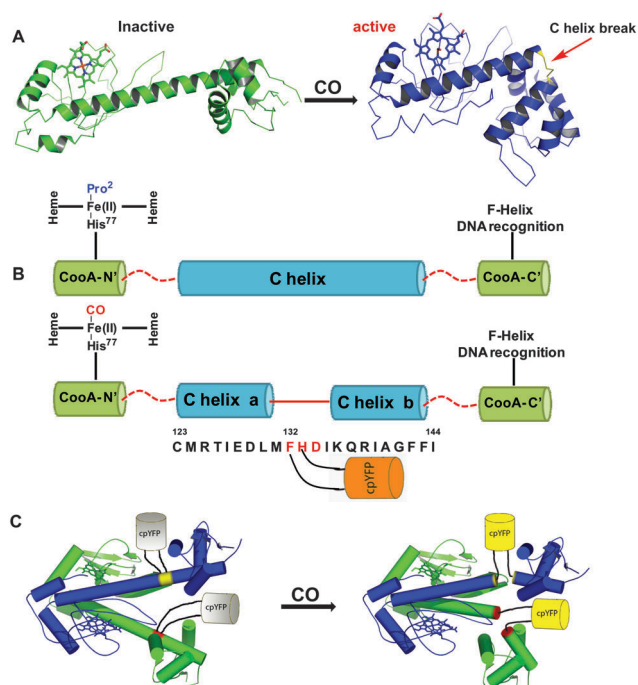 A
Inactive
active
C helix break
CO
Pro2
Heme
Fe(II)
Heme
His77
F-Helix
DNA recognition
B
CooA-N'
C helix
CooA-C'
CO
Heme
Fe(II)
Heme
His77
F-Helix
DNA recognition
CooA-N'
C helix a
C helix b
CooA-C'
123 132 144
C M R T I E D L M F H D I K Q R I A G F F I
cpYFP
C
cpYFP
cpYFP
CO
cpYFP
cpYFP